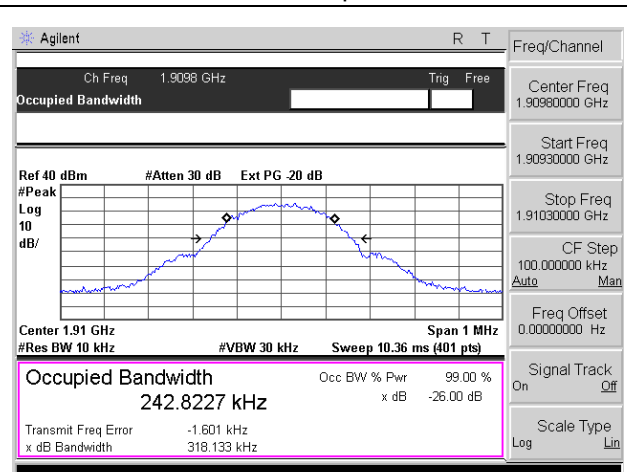 Agilent R T
Ch Freq 1.9098 GHz Trig Free
Occupied Bandwidth
Ref 40 dBm #Atten 30 dB Ext PG -20 dB
#Peak
Log
10
dB/
Center 1.91 GHz Span 1 MHz
#Res BW 10 kHz #VBW 30 kHz Sweep 10.36 ms (401 pts)
Occupied Bandwidth Occ BW % Pwr 99.00 %
242.8227 kHz x dB -26.00 dB
Transmit Freq Error -1.601 kHz
x dB Bandwidth 318.133 kHz
Freq/Channel
Center Freq
1.90980000 GHz
Start Freq
1.90930000 GHz
Stop Freq
1.91030000 GHz
CF Step
100.000000 kHz
Auto Man
Freq Offset
0.00000000 Hz
Signal Track
On Off
Scale Type
Log Lin